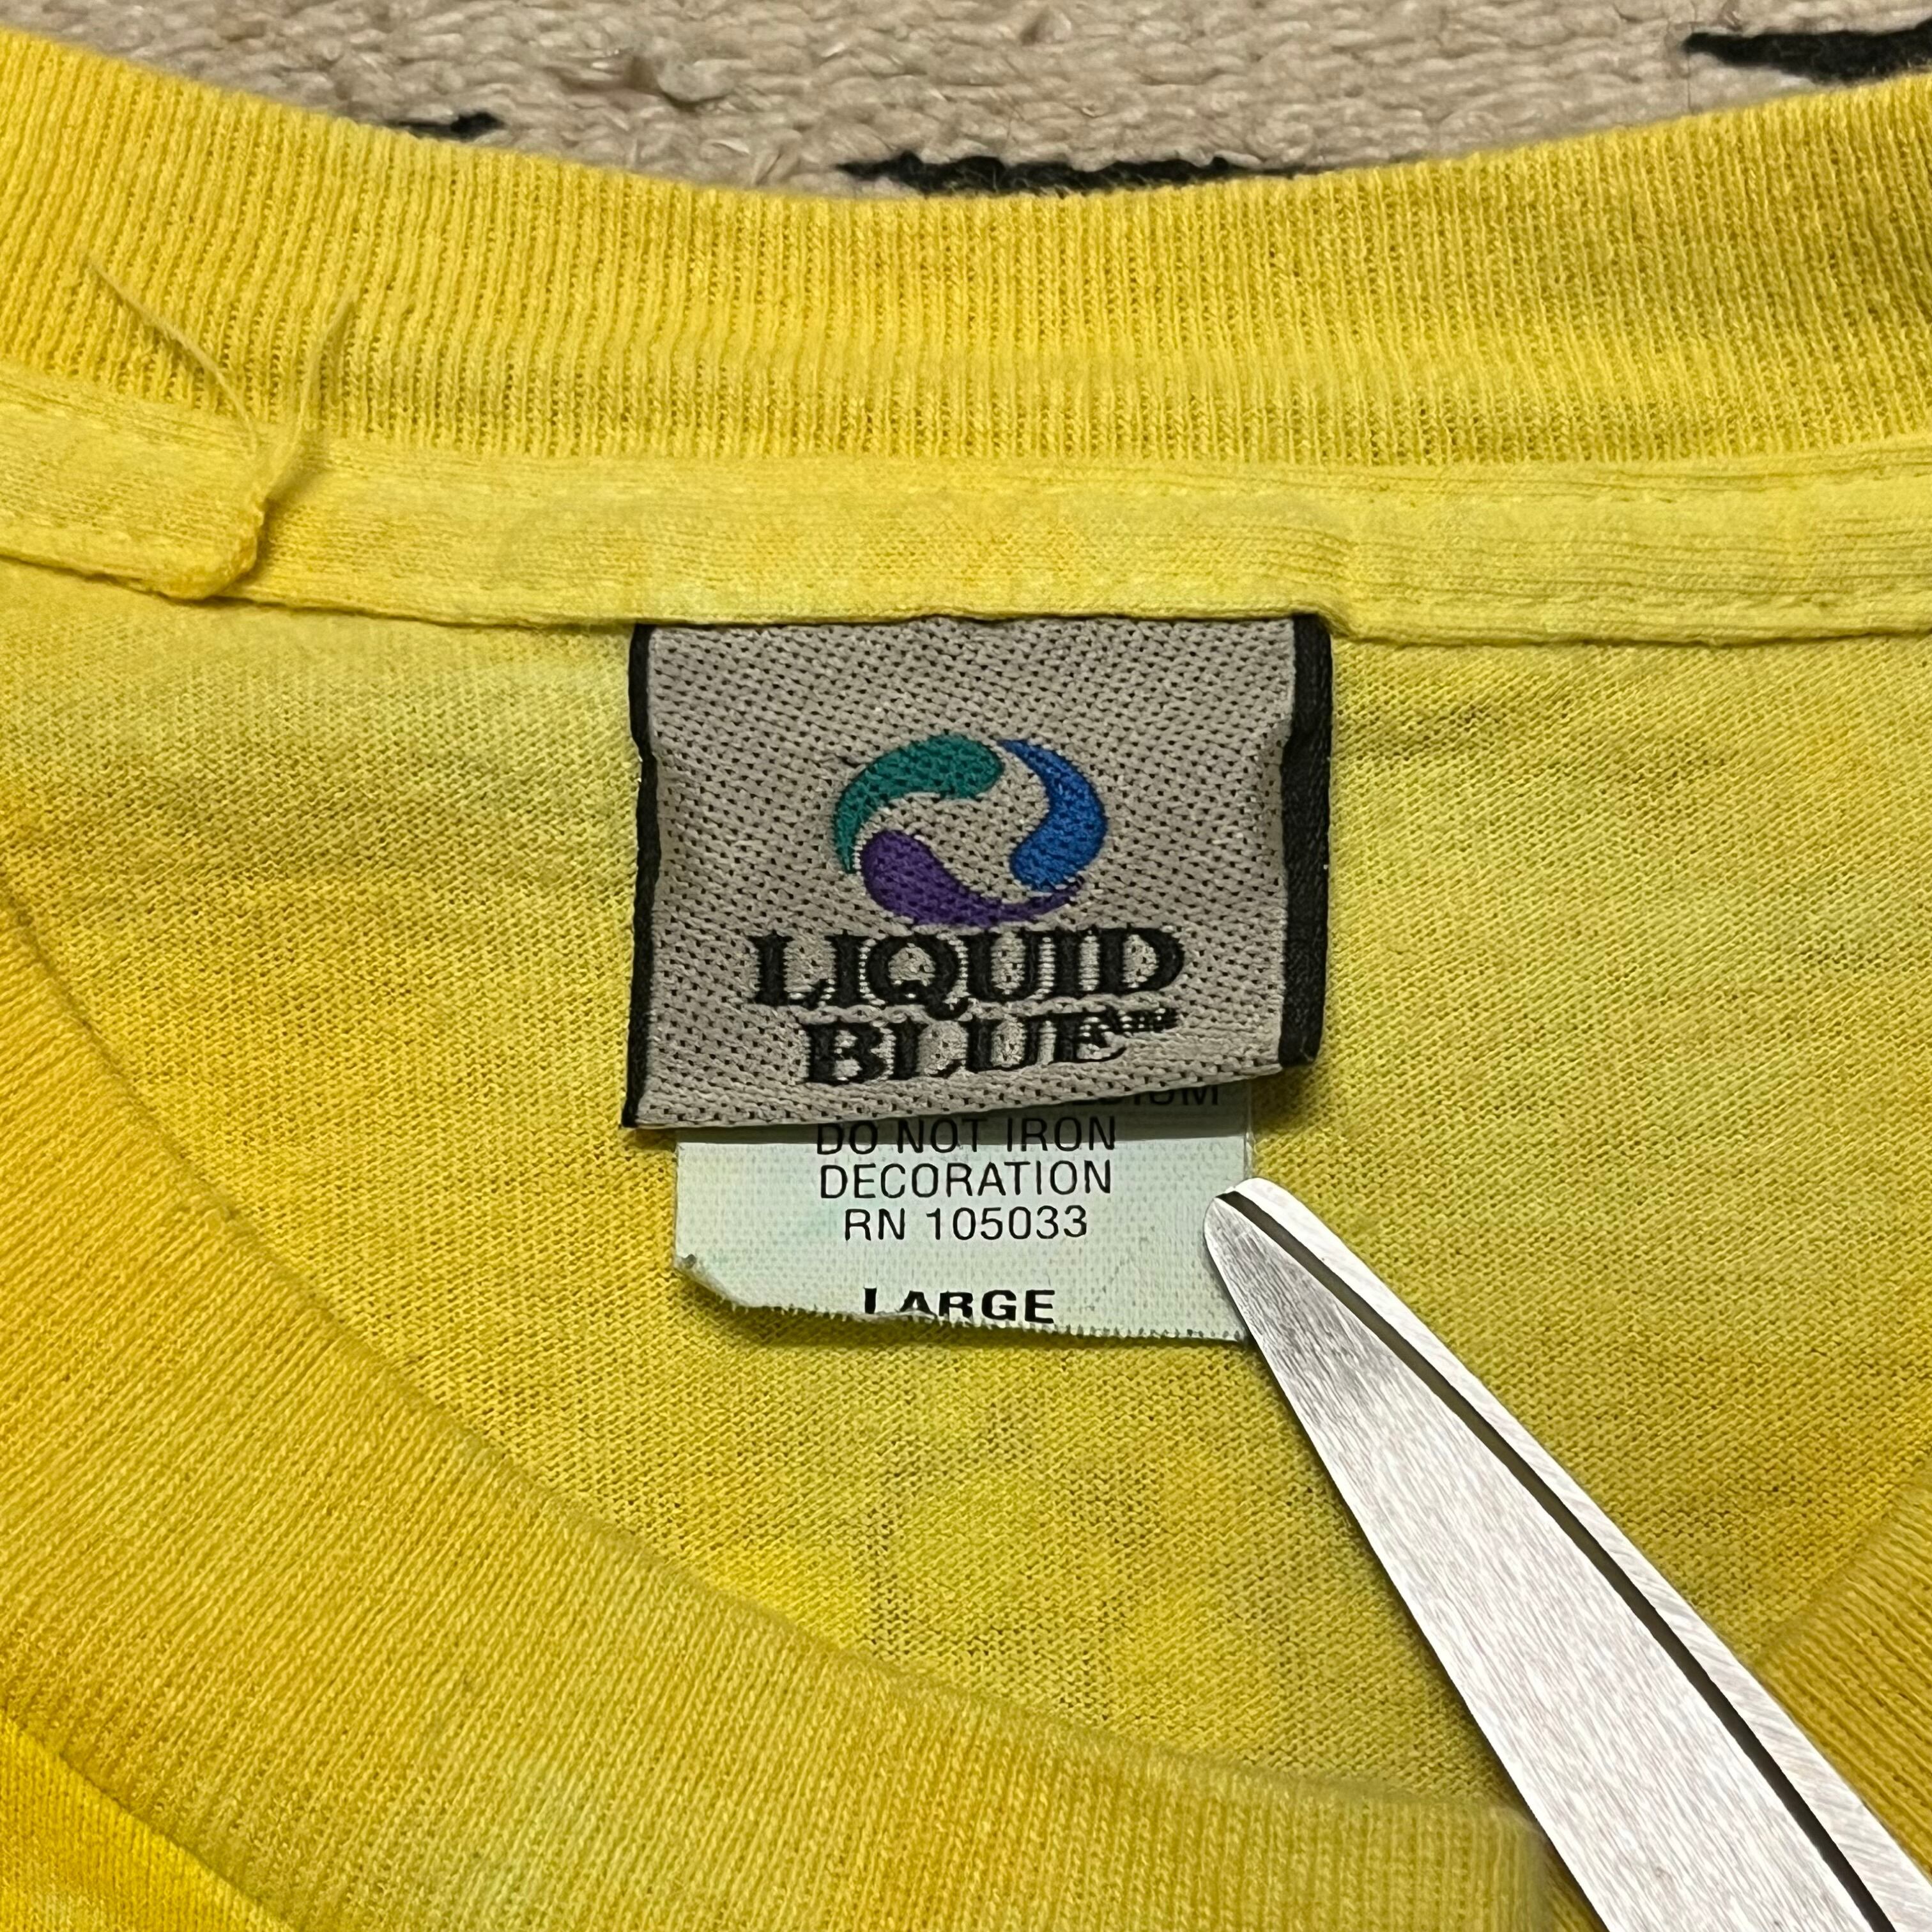 LIQUID
BLUE
DO NOT IRON
DECORATION
RN 105033
LARGE